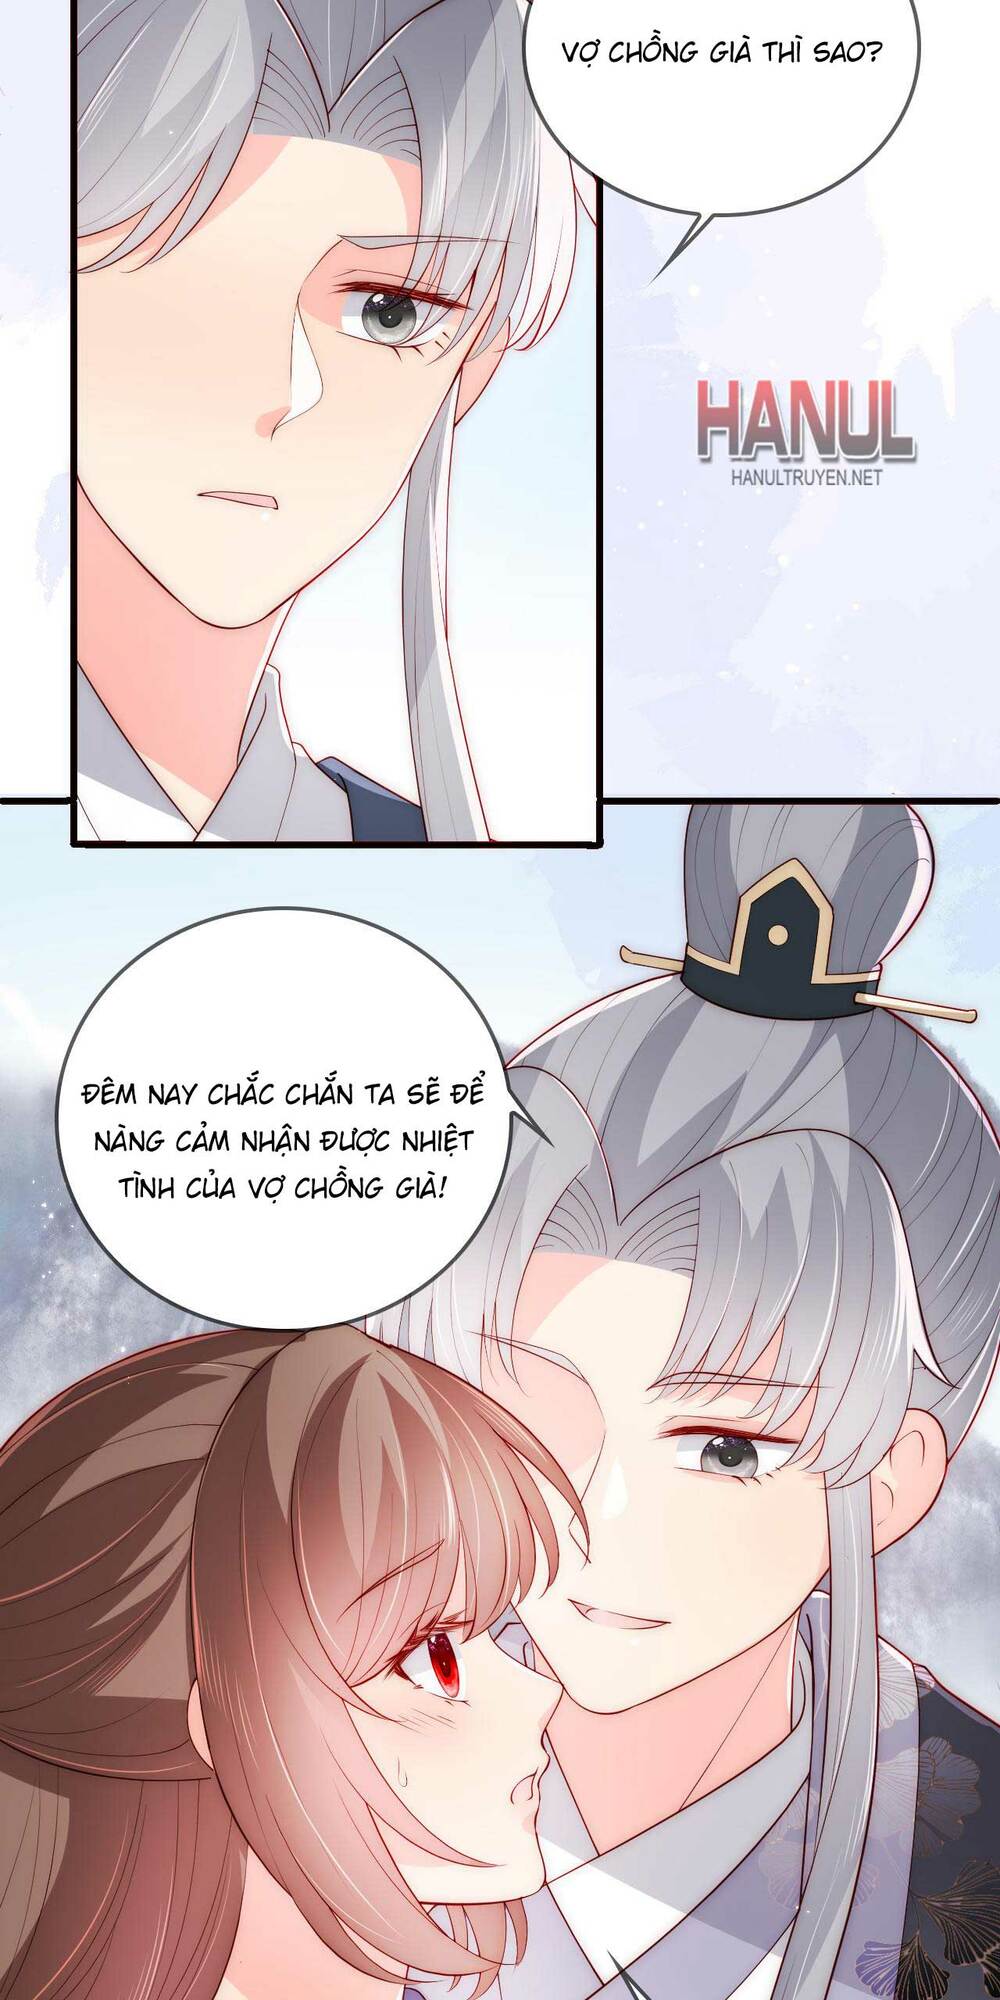 VỢ CHỒNG GIÀ THÌ SAO?
HANUL
HANULTRUYEN.NET
ĐÊM NAY CHẮC CHẮN TA SẼ ĐỂ
NÀNG CẢM NHẬN ĐƯỢC NHIỆT
TÌNH CỦA VỢ CHỒNG GIÀ!